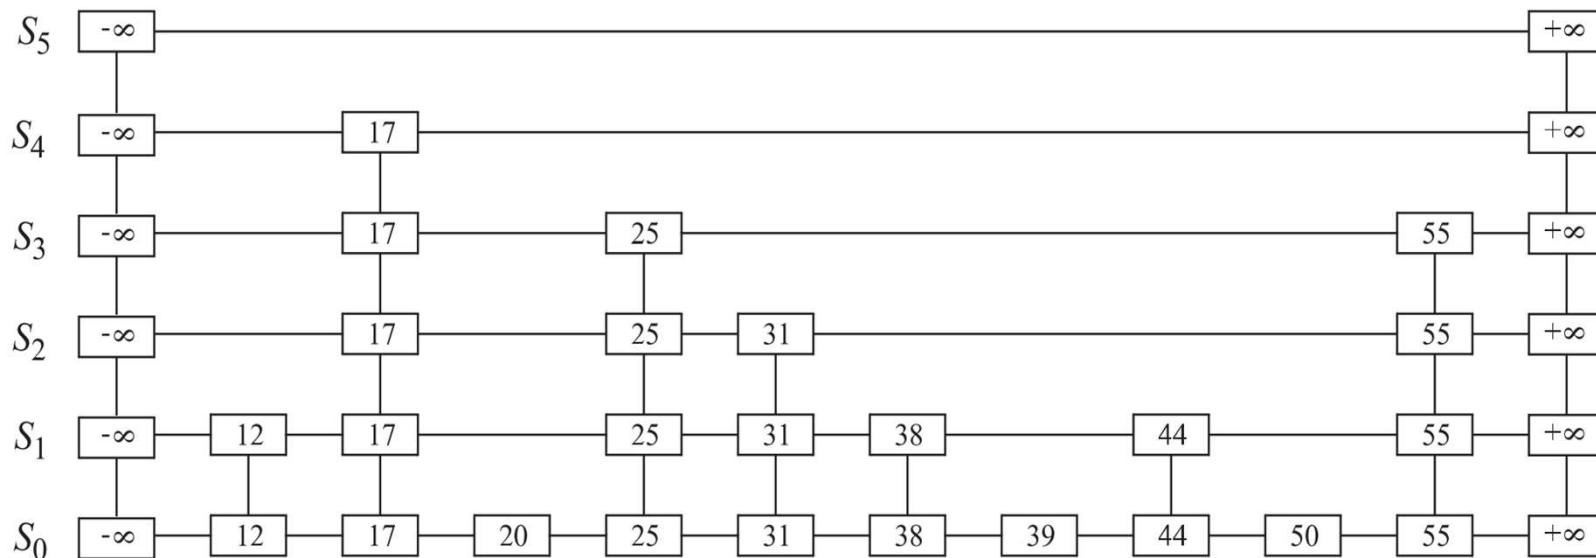 S5 -∞ +∞
S4 -∞ 17 +∞
S3 -∞ 17 25 55 +∞
S2 -∞ 17 25 31 55 +∞
S1 -∞ 12 17 25 31 38 44 55 +∞
S0 -∞ 12 17 20 25 31 38 39 44 50 55 +∞